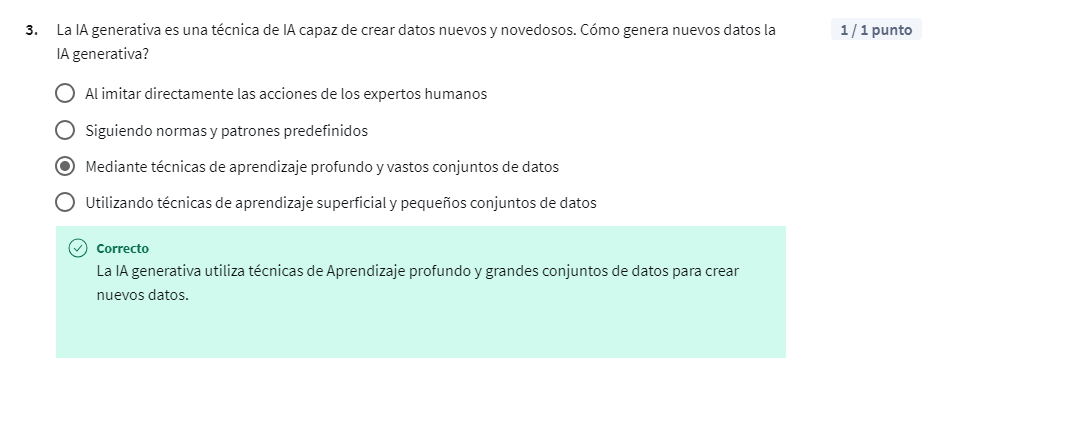 3. La IA generativa es una técnica de IA capaz de crear datos nuevos y novedosos. Cómo genera nuevos datos la
IA generativa?
1 / 1 punto
Al imitar directamente las acciones de los expertos humanos
Siguiendo normas y patrones predefinidos
Mediante técnicas de aprendizaje profundo y vastos conjuntos de datos
Utilizando técnicas de aprendizaje superficial y pequeños conjuntos de datos
Correcto
La IA generativa utiliza técnicas de Aprendizaje profundo y grandes conjuntos de datos para crear
nuevos datos.